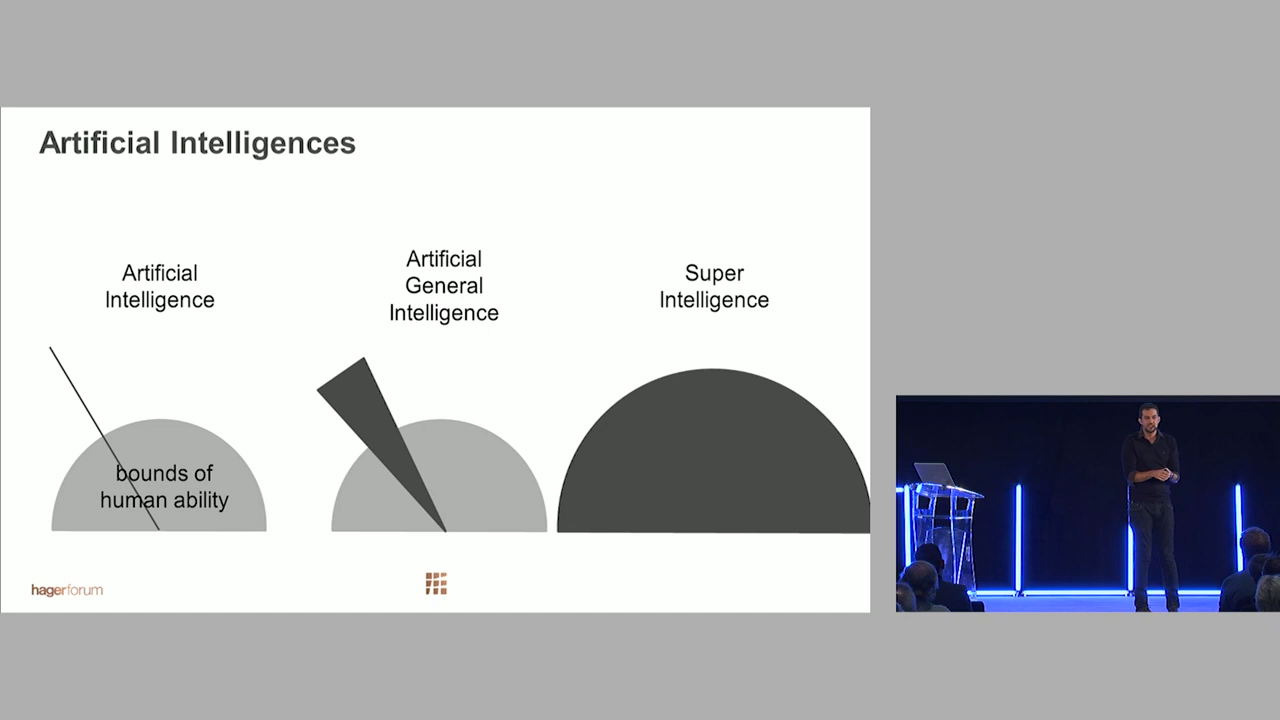 Artificial Intelligences
Artificial
Intelligence
Artificial
General
Intelligence
Super
Intelligence
bounds of
human ability
hagerforum